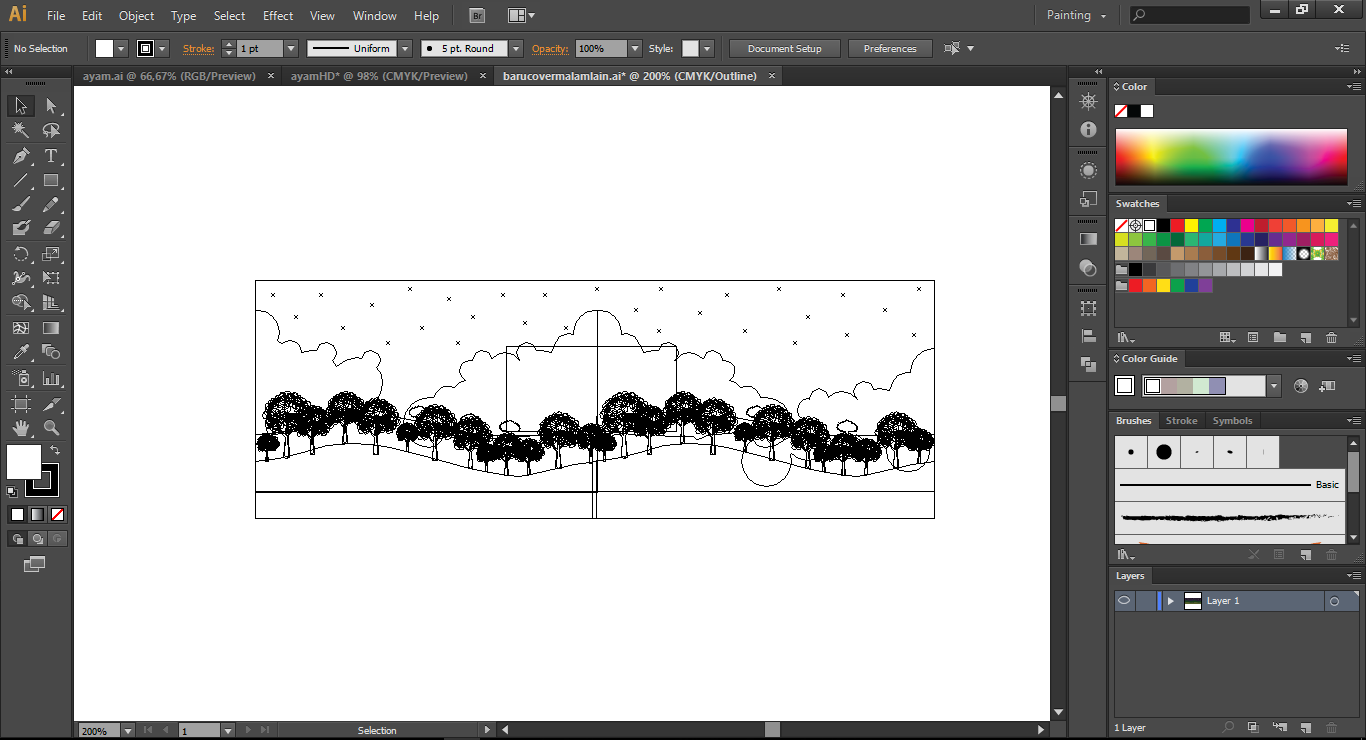 Ai File Edit Object Type Select Effect View Window Help Br Painting
No Selection Stroke: 1 pt Uniform 5 pt. Round Opacity: 100% Style: Document Setup Preferences
ayam.ai @ 66,67% (RGB/Preview) × ayamHD* @ 98% (CMYK/Preview) × barucovermalamlain.ai* @ 200% (CMYK/Outline) ×
Color
Swatches
Color Guide
Brushes Stroke Symbols
Basic
Layers
Layer 1
1 Layer
200% 1 Selection